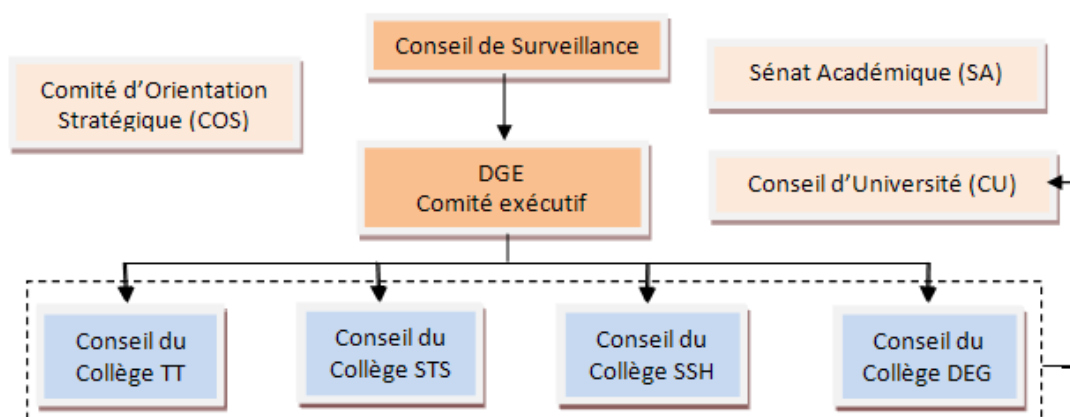 Conseil de Surveillance
Comité d’Orientation
Stratégique (COS)
Sénat Académique (SA)
DGE
Comité exécutif
Conseil d’Université (CU)
Conseil du
Collège TT
Conseil du
Collège STS
Conseil du
Collège SSH
Conseil du
Collège DEG